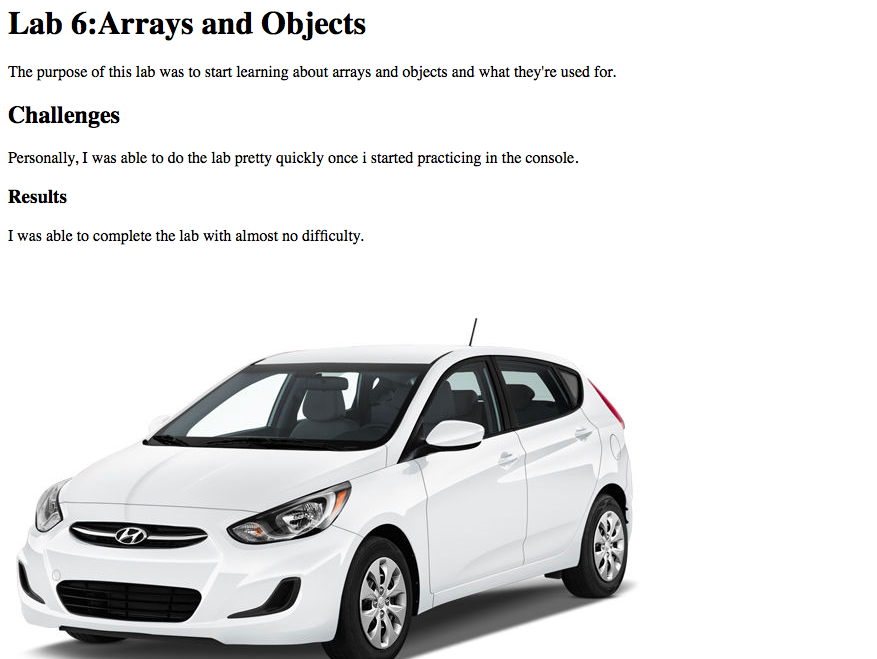 Lab 6:Arrays and Objects
The purpose of this lab was to start learning about arrays and objects and what they're used for.
Challenges
Personally, I was able to do the lab pretty quickly once i started practicing in the console.
Results
I was able to complete the lab with almost no difficulty.